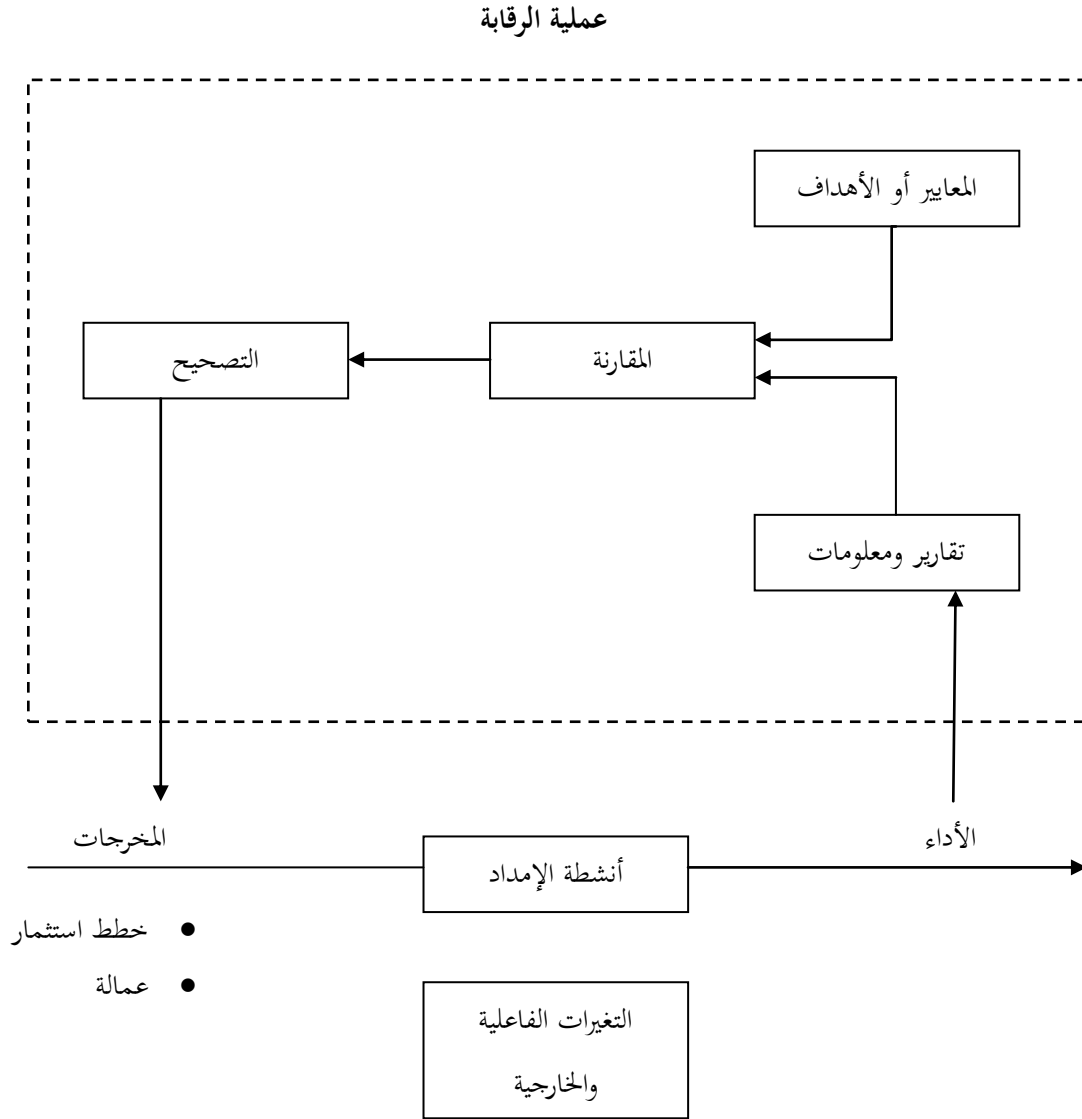 عملية الرقابة
المعايير أو الأهداف
المقارنة
التصحيح
تقارير ومعلومات
الأداء
المخرجات
أنشطة الإمداد
● خطط استثمار
● عمالة
التغيرات الفاعلية
والخارجية